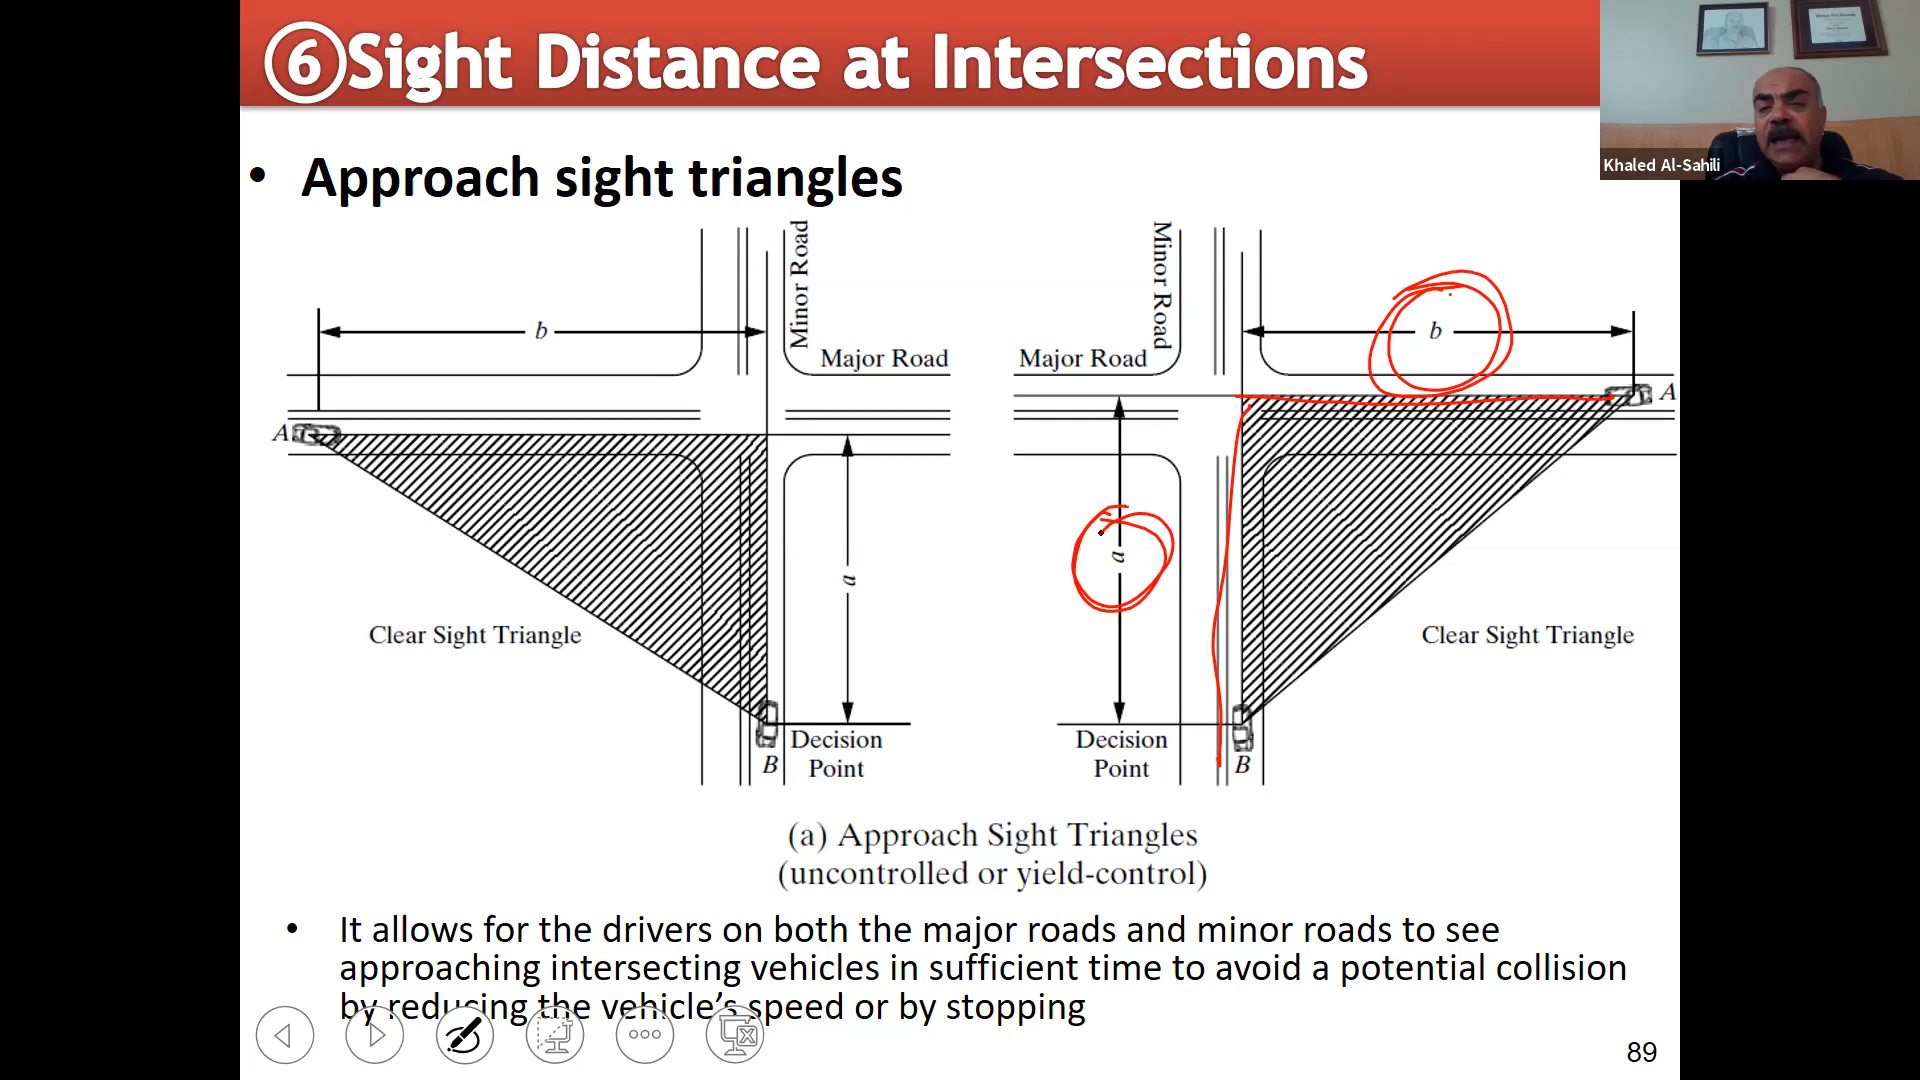 ⑥Sight Distance at Intersections
Khaled Al-Sahili
• Approach sight triangles
Minor Road
b
Major Road
A
a
Clear Sight Triangle
Decision
Point
B
Minor Road
b
Major Road
A
a
Clear Sight Triangle
Decision
Point
B
(a) Approach Sight Triangles
(uncontrolled or yield-control)
• It allows for the drivers on both the major roads and minor roads to see
approaching intersecting vehicles in sufficient time to avoid a potential collision
by reducing the vehicle's speed or by stopping
89